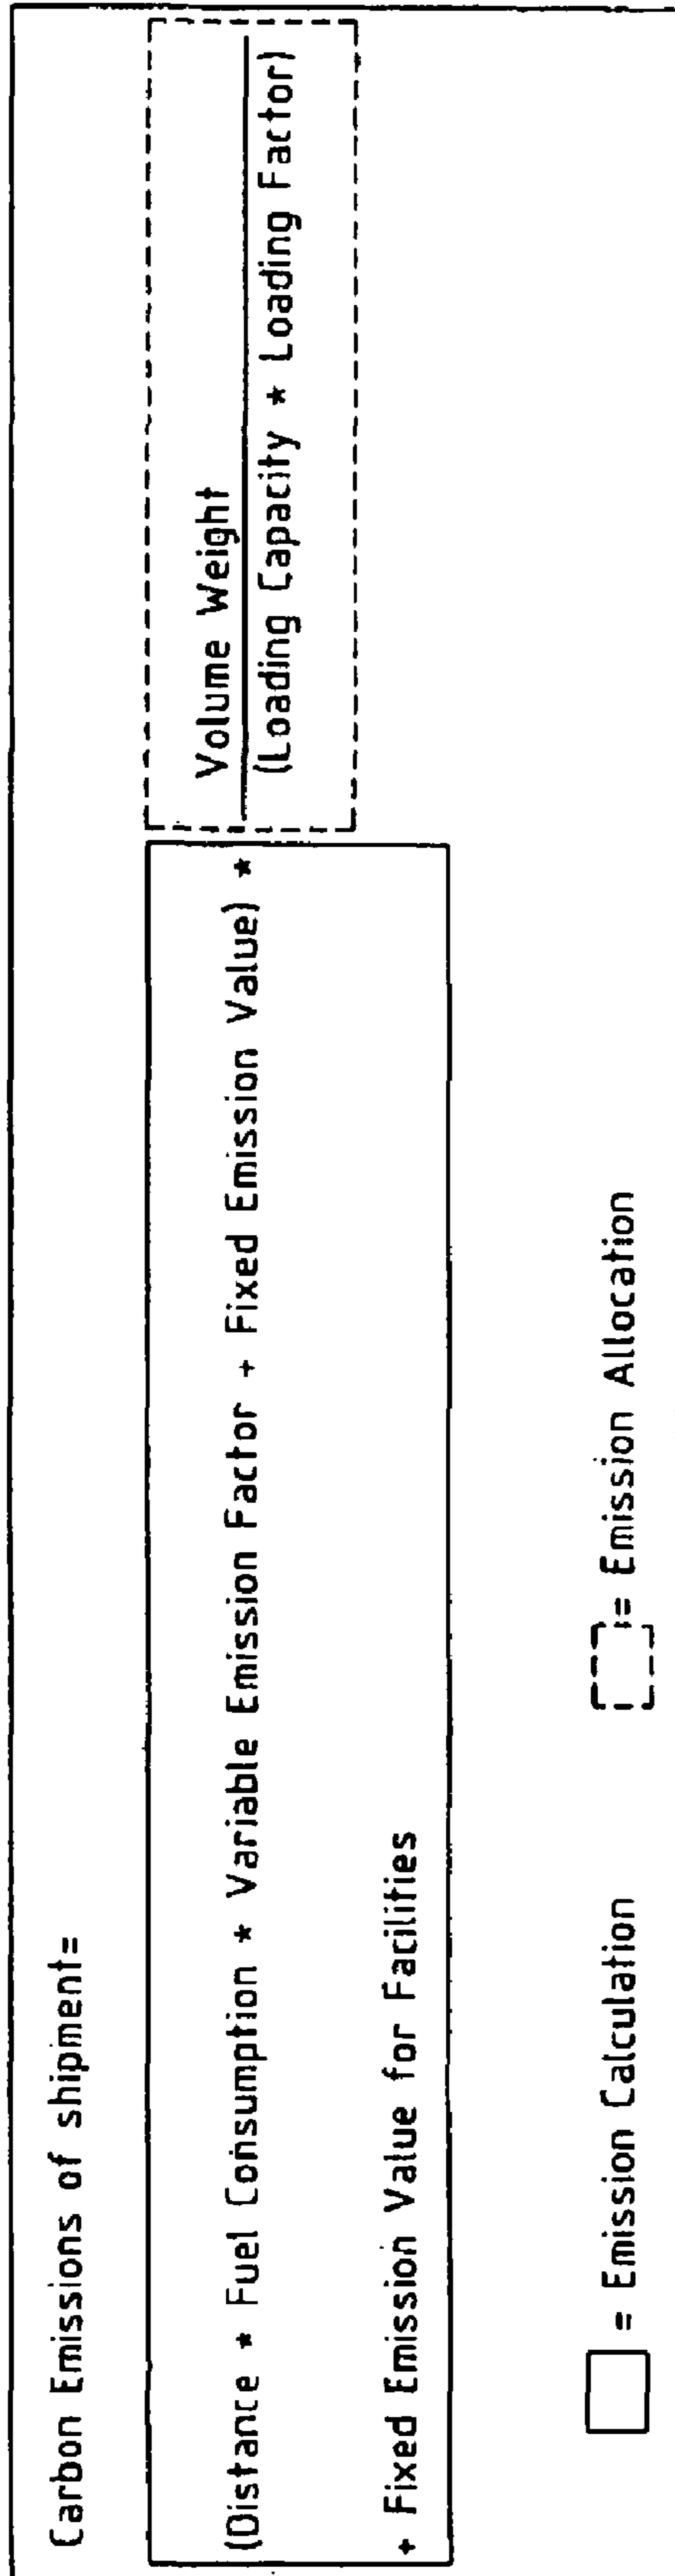 Carbon Emissions of shipment=
(Distance * Fuel Consumption * Variable Emission Factor + Fixed Emission Value) *
Volume Weight
(Loading Capacity * Loading Factor)
+ Fixed Emission Value for Facilities
= Emission Calculation
= Emission Allocation